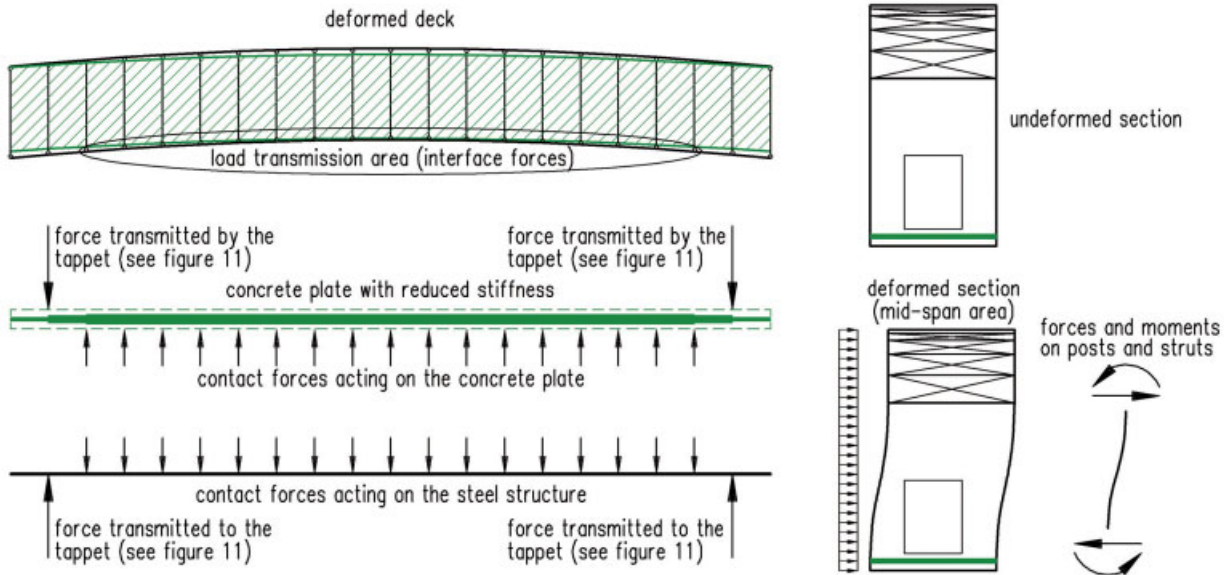 deformed deck
load transmission area (interface forces)
force transmitted by the
tappet (see figure 11)
force transmitted by the
tappet (see figure 11)
concrete plate with reduced stiffness
contact forces acting on the concrete plate
contact forces acting on the steel structure
force transmitted to the
tappet (see figure 11)
force transmitted to the
tappet (see figure 11)
undeformed section
deformed section
(mid-span area)
forces and moments
on posts and struts